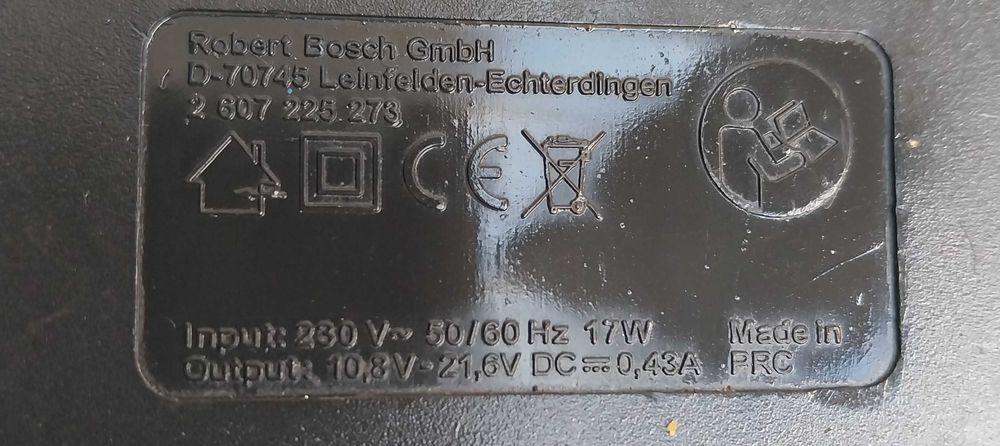 Robert Bosch GmbH
D-70745 Leinfelden-Echterdingen
2 607 225 273
CE
Input: 230 V~ 50/60 Hz 17W
Output: 10,8V - 21,6V DC⎓ 0,43A
Made in
PRC